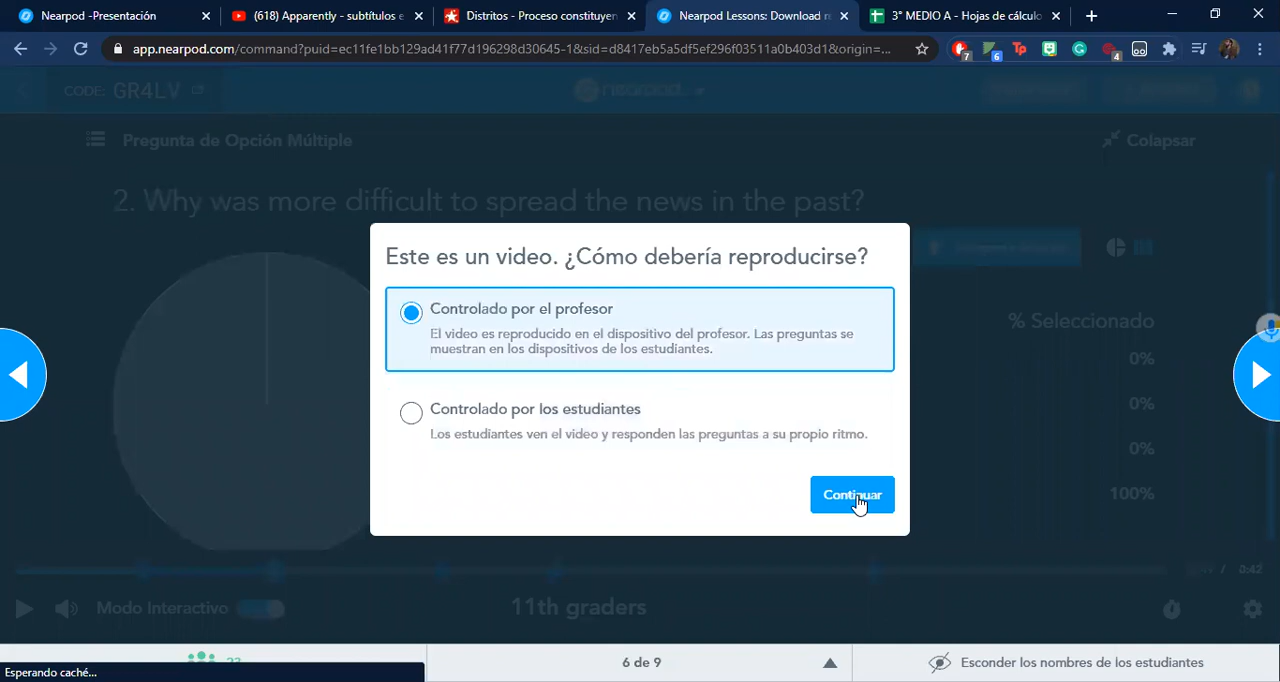 Nearpod -Presentación
(618) Apparently - subtítulos e
Distritos - Proceso constituyen
Nearpod Lessons: Download r
3° MEDIO A - Hojas de cálculo
app.nearpod.com/command?puid=ec11fe1bb129ad41f77d196298d30645-1&sid=d8417eb5a5df5ef296f03511a0b403d1&origin=...
7
6
Tp
4
CODE: GR4LV
nearpod
Pregunta de Opción Múltiple
Colapsar
2. Why was more difficult to spread the news in the past?
Este es un video. ¿Cómo debería reproducirse?
Controlado por el profesor
El video es reproducido en el dispositivo del profesor. Las preguntas se
muestran en los dispositivos de los estudiantes.
Controlado por los estudiantes
Los estudiantes ven el video y responden las preguntas a su propio ritmo.
Continuar
% Seleccionado
0%
0%
0%
100%
/ 0:42
Modo Interactivo
11th graders
6 de 9
Esconder los nombres de los estudiantes
Esperando caché...